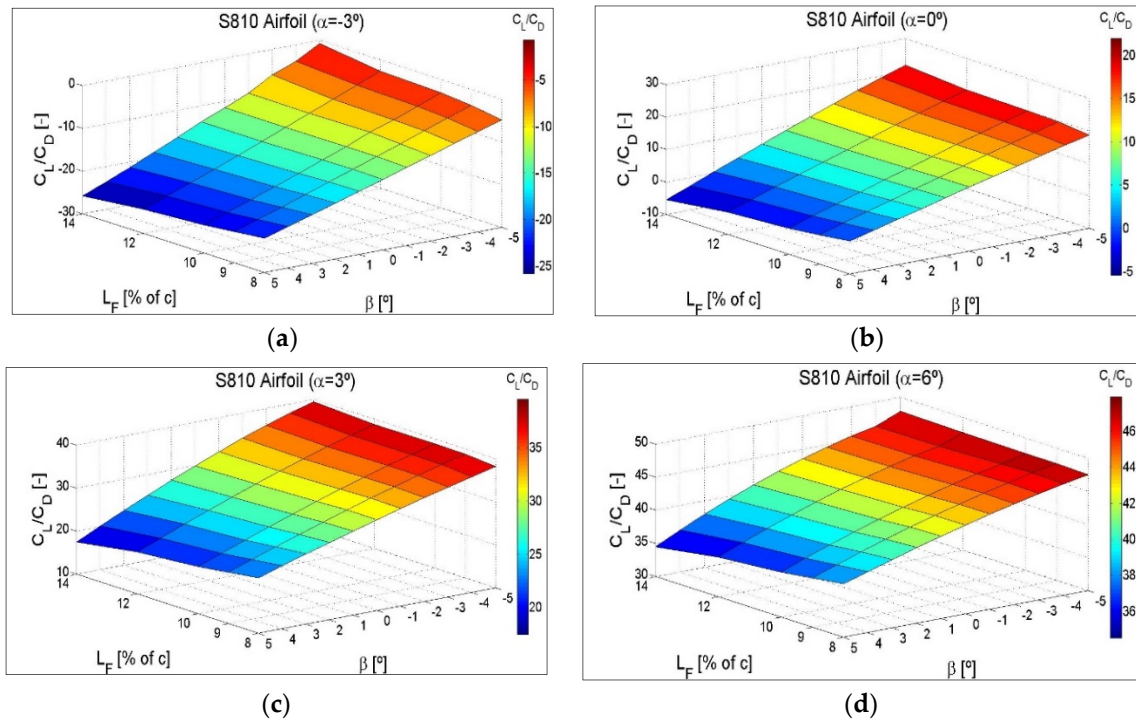 S810 Airfoil (α=-3º)
C_L/C_D
0
-10
-20
-30
C_L/C_D [-]
14
12
10
9
8
L_F [% of c]
5 4 3 2 1 0 -1 -2 -3 -4 -5
β [º]
-5
-10
-15
-20
-25
(a)
S810 Airfoil (α=0º)
C_L/C_D
30
20
10
0
-10
C_L/C_D [-]
14
12
10
9
8
L_F [% of c]
5 4 3 2 1 0 -1 -2 -3 -4 -5
β [º]
20
15
10
5
0
-5
(b)
S810 Airfoil (α=3º)
C_L/C_D
40
30
20
10
C_L/C_D [-]
14
12
10
9
8
L_F [% of c]
5 4 3 2 1 0 -1 -2 -3 -4 -5
β [º]
35
30
25
20
(c)
S810 Airfoil (α=6º)
C_L/C_D
50
45
40
35
30
C_L/C_D [-]
14
12
10
9
8
L_F [% of c]
5 4 3 2 1 0 -1 -2 -3 -4 -5
β [º]
46
44
42
40
38
36
(d)